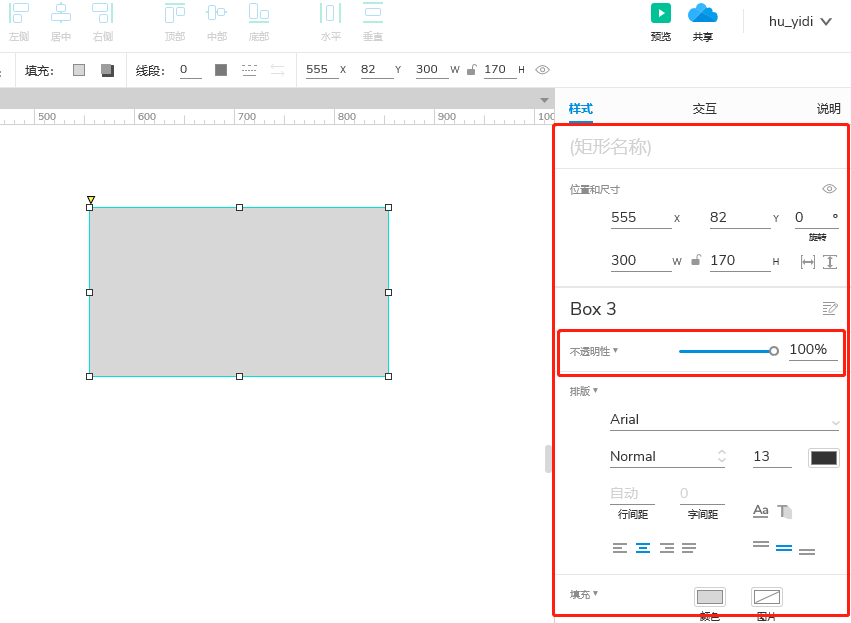 左侧 居中 右侧 顶部 中部 底部 水平 垂直 预览 共享 hu_yidi
填充: 线段: 0 555 X 82 Y 300 W 170 H
500 600 700 800 900 100
样式 交互 说明
(矩形名称)
位置和尺寸
555 X 82 Y 0 °
旋转
300 W 170 H
Box 3
不透明性 100%
排版
Arial
Normal 13
自动 0
行间距 字间距
Aa T
填充
颜色 图片